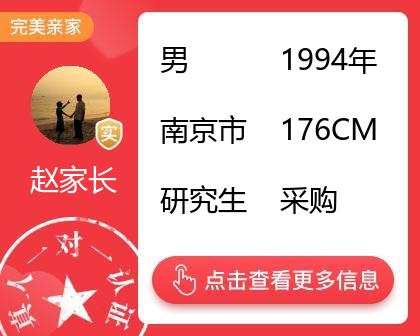 完美亲家
实
赵家长
真人一对一认证
男 1994年
南京市 176CM
研究生 采购
点击查看更多信息